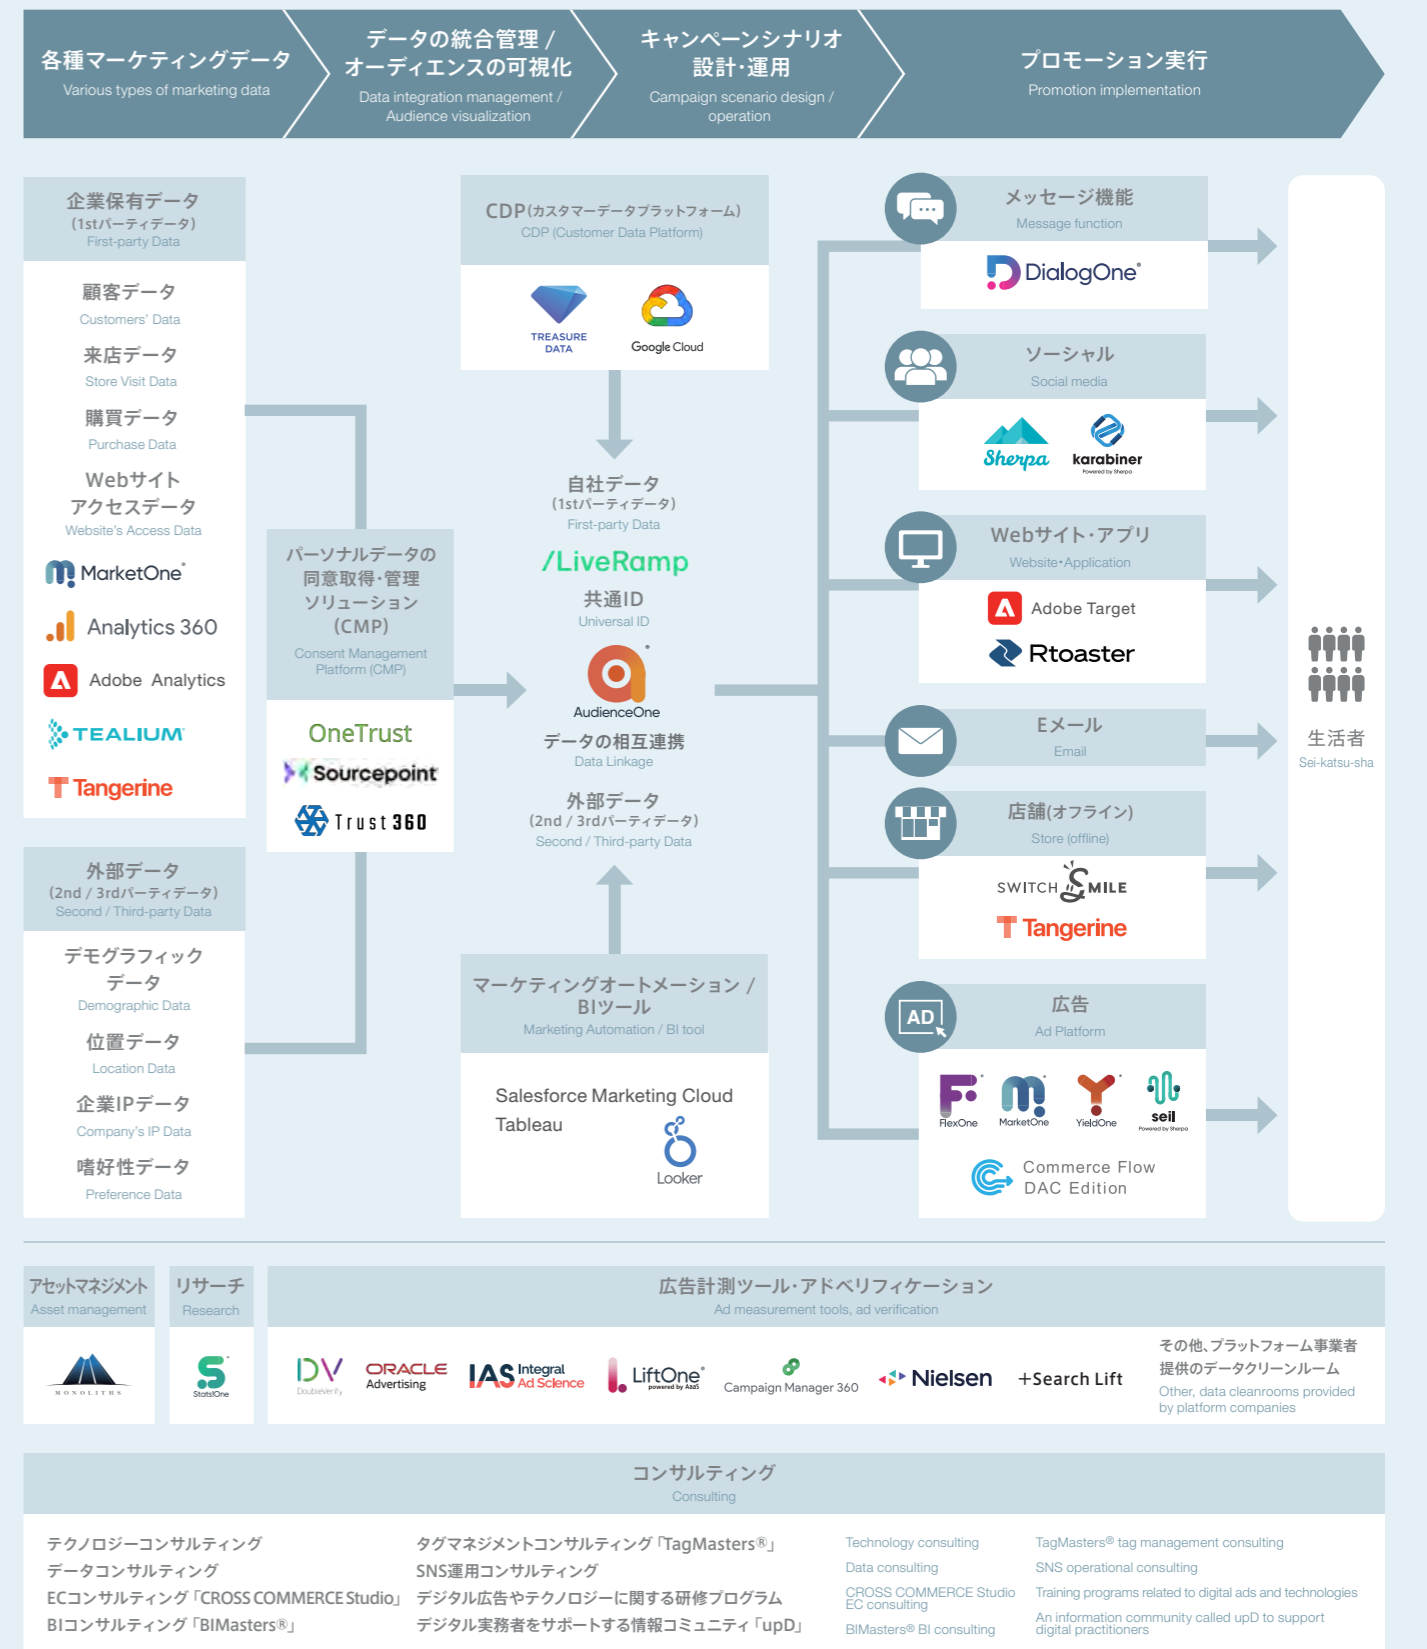 各種マーケティングデータ
Various types of marketing data
データの統合管理 /
オーディエンスの可視化
Data integration management /
Audience visualization
キャンペーンシナリオ
設計・運用
Campaign scenario design /
operation
プロモーション実行
Promotion implementation
企業保有データ
(1stパーティデータ)
First-party Data
顧客データ
Customers' Data
来店データ
Store Visit Data
購買データ
Purchase Data
Webサイト
アクセスデータ
Website's Access Data
MarketOne®
Analytics 360
Adobe Analytics
TEALIUM
Tangerine
外部データ
(2nd / 3rdパーティデータ)
Second / Third-party Data
デモグラフィック
データ
Demographic Data
位置データ
Location Data
企業IPデータ
Company's IP Data
嗜好性データ
Preference Data
パーソナルデータの
同意取得・管理
ソリューション
(CMP)
Consent Management
Platform (CMP)
OneTrust
Sourcepoint
Trust 360
CDP(カスタマーデータプラットフォーム)
CDP (Customer Data Platform)
TREASURE
DATA
Google Cloud
自社データ
(1stパーティデータ)
First-party Data
/LiveRamp
共通ID
Universal ID
AudienceOne
データの相互連携
Data Linkage
外部データ
(2nd / 3rdパーティデータ)
Second / Third-party Data
マーケティングオートメーション /
BIツール
Marketing Automation / BI tool
Salesforce Marketing Cloud
Tableau
Looker
メッセージ機能
Message function
DialogOne®
ソーシャル
Social media
Sherpa
karabiner
Powered by Sherpa
Webサイト・アプリ
Website・Application
Adobe Target
Rtoaster
Eメール
Email
店舗(オフライン)
Store (offline)
SWITCH SMILE
Tangerine
AD
広告
Ad Platform
FlexOne
MarketOne
YieldOne
seil
Powered by Sherpa
Commerce Flow
DAC Edition
生活者
Sei-katsu-sha
アセットマネジメント
Asset management
MONOLITHS
リサーチ
Research
Stats!One
広告計測ツール・アドベリフィケーション
Ad measurement tools, ad verification
DV
DoubleVerify
ORACLE
Advertising
IAS Integral
Ad Science
LiftOne®
powered by AaaS
Campaign Manager 360
Nielsen
+Search Lift
その他、プラットフォーム事業者
提供のデータクリーンルーム
Other, data cleanrooms provided
by platform companies
コンサルティング
Consulting
テクノロジーコンサルティング
データコンサルティング
ECコンサルティング「CROSS COMMERCE Studio」
BIコンサルティング「BIMasters®」
タグマネジメントコンサルティング「TagMasters®」
SNS運用コンサルティング
デジタル広告やテクノロジーに関する研修プログラム
デジタル実務者をサポートする情報コミュニティ「upD」
Technology consulting
Data consulting
CROSS COMMERCE Studio
EC consulting
BIMasters® BI consulting
TagMasters® tag management consulting
SNS operational consulting
Training programs related to digital ads and technologies
An information community called upD to support
digital practitioners